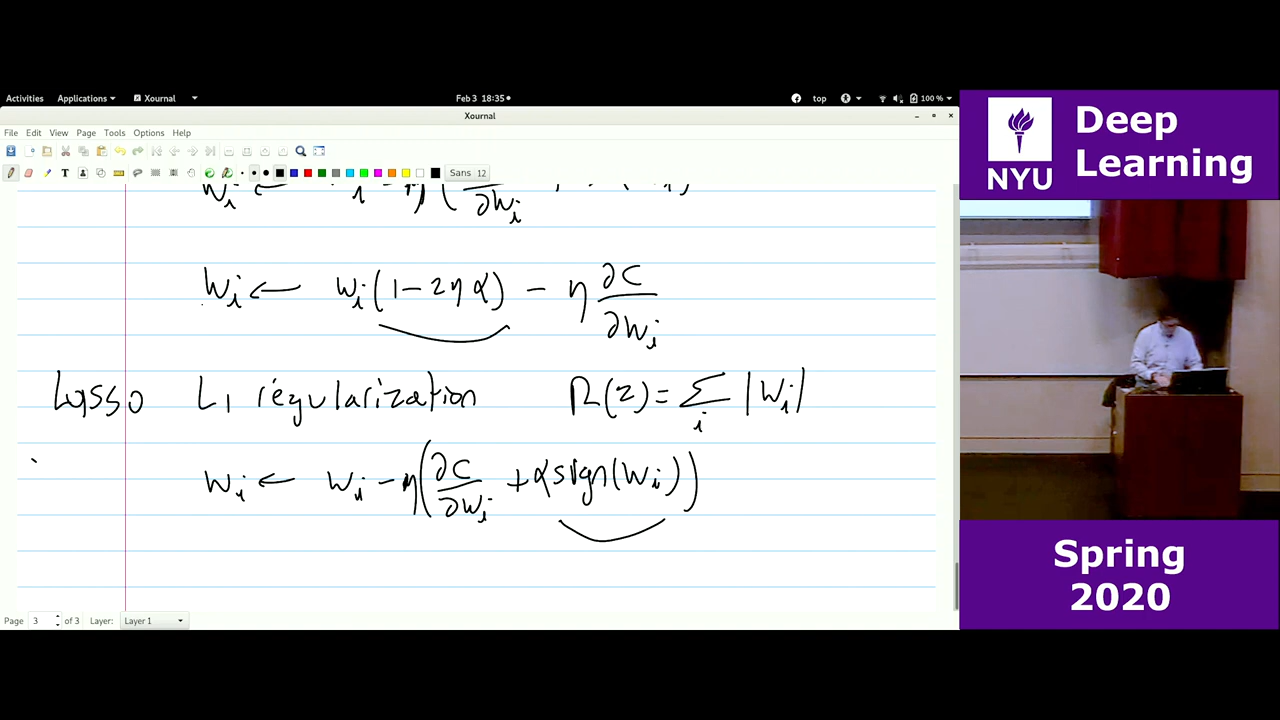 Activities Applications Xournal Feb 3 18:35 top 100 %
Xournal
File Edit View Page Tools Options Help
T Sans 12
∂Wᵢ
Wᵢ ← Wᵢ(1 − 2ηα) − η ∂C/∂Wᵢ
Lasso L₁ régularization R(z) = Σᵢ |Wᵢ|
Wᵢ ← Wᵢ − η(∂C/∂Wᵢ + α sign(Wᵢ))
Page 3 of 3 Layer: Layer 1
NYU
Deep
Learning
Spring
2020